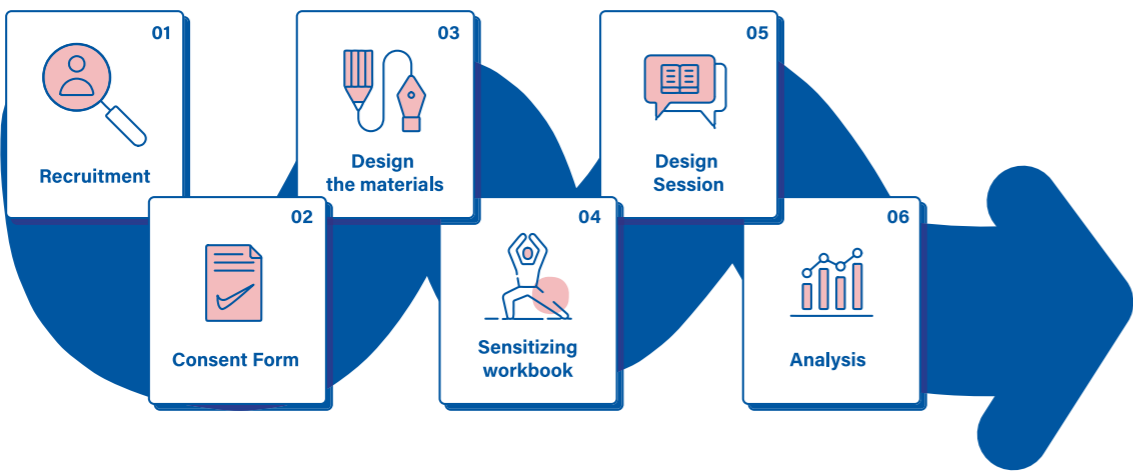 01
Recruitment
02
Consent Form
03
Design
the materials
04
Sensitizing
workbook
05
Design
Session
06
Analysis